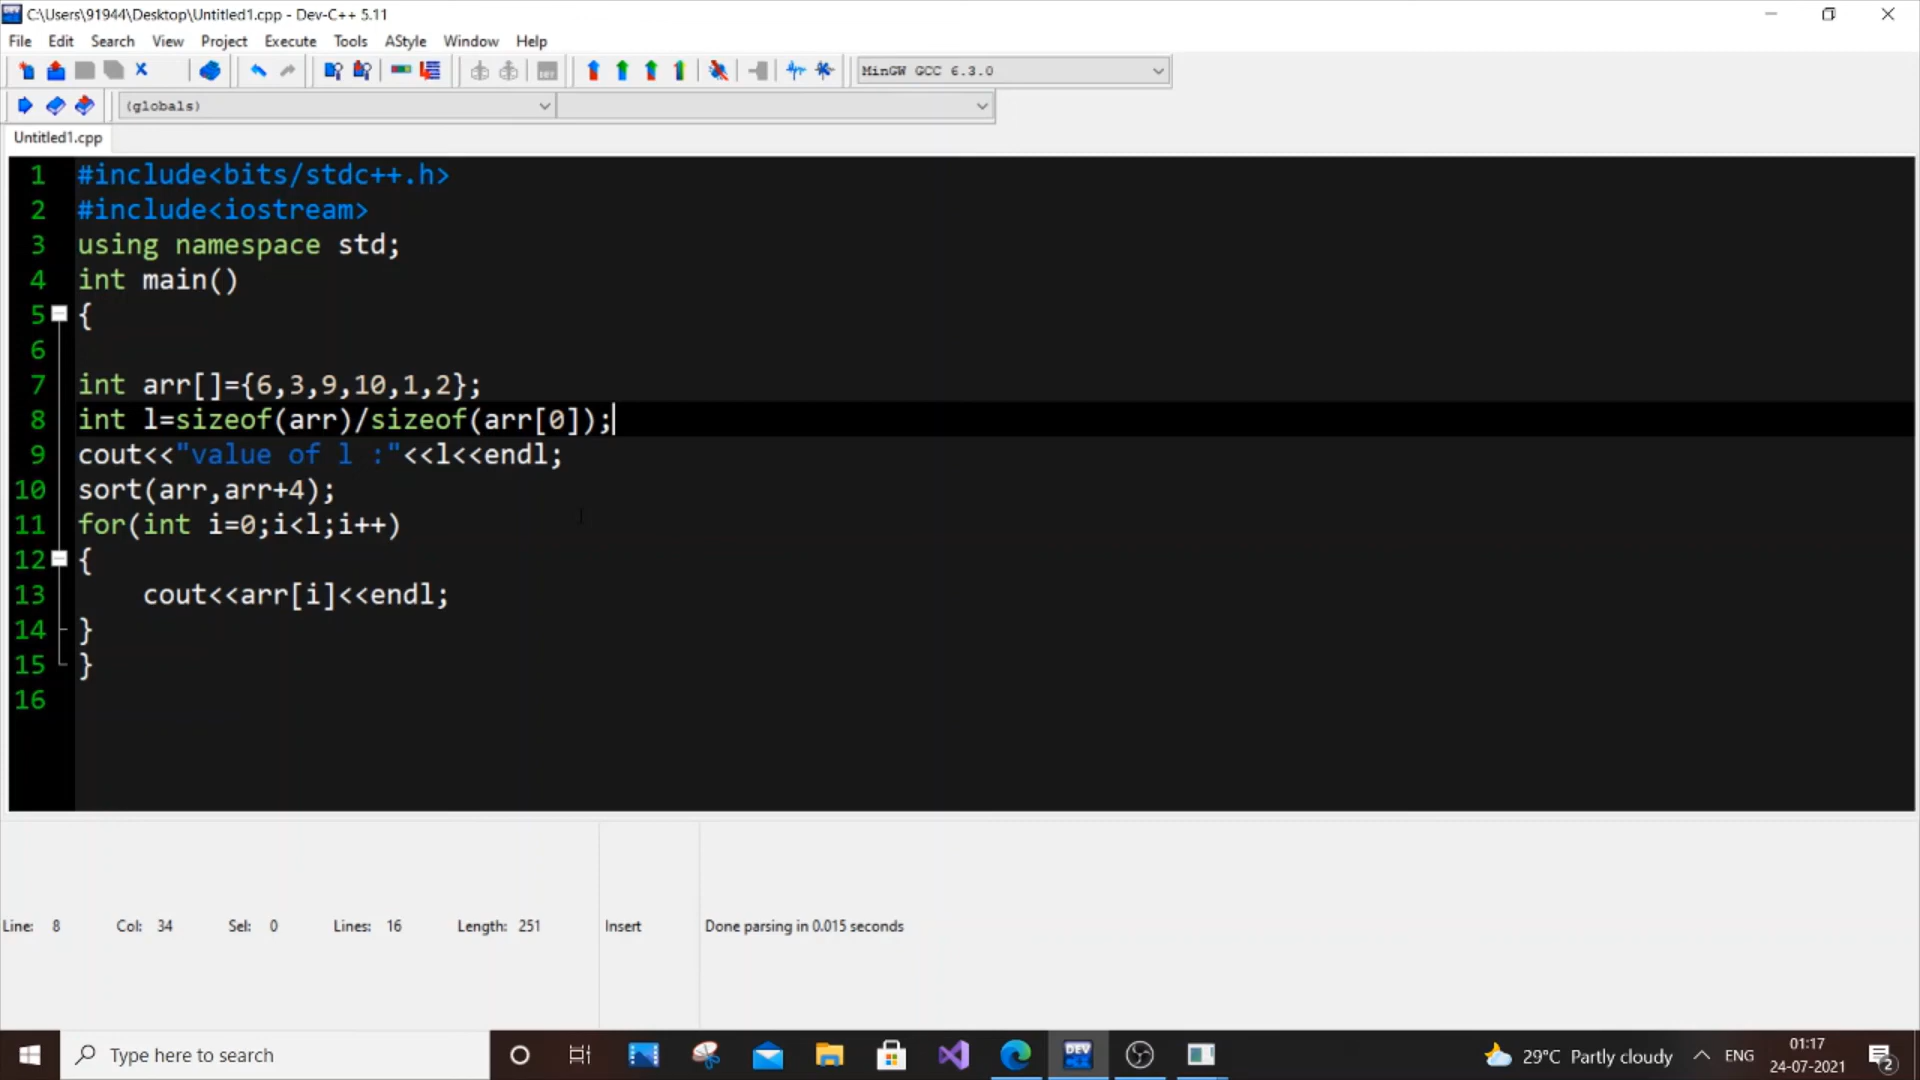 C:\Users\91944\Desktop\Untitled1.cpp - Dev-C++ 5.11
File Edit Search View Project Execute Tools AStyle Window Help
MinGW GCC 6.3.0
(globals)
Untitled1.cpp
1 #include<bits/stdc++.h>
2 #include<iostream>
3 using namespace std;
4 int main()
5 {
6
7 int arr[]={6,3,9,10,1,2};
8 int l=sizeof(arr)/sizeof(arr[0]);
9 cout<<"value of l :"<<l<<endl;
10 sort(arr,arr+4);
11 for(int i=0;i<l;i++)
12 {
13 cout<<arr[i]<<endl;
14 }
15 }
16
Line: 8 Col: 34 Sel: 0 Lines: 16 Length: 251 Insert Done parsing in 0.015 seconds
Type here to search
DEV
29°C Partly cloudy
ENG
01:17
24-07-2021
2